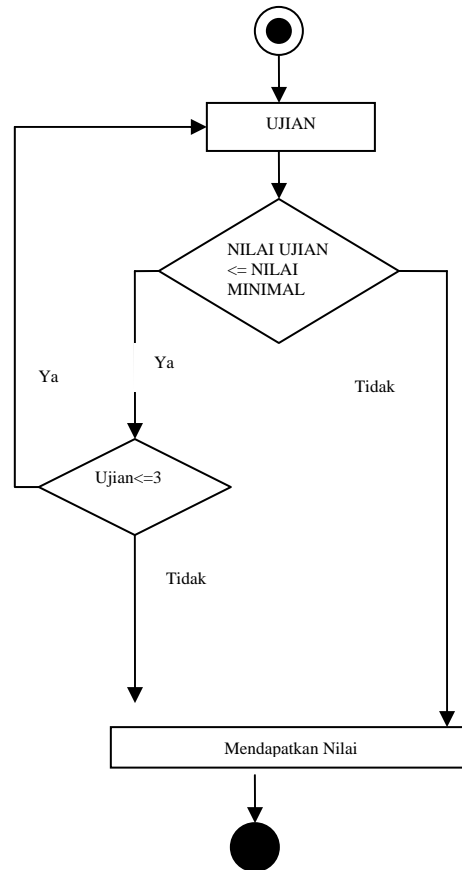 UJIAN
NILAI UJIAN
<= NILAI
MINIMAL
Ya
Ya
Tidak
Ujian<=3
Tidak
Mendapatkan Nilai